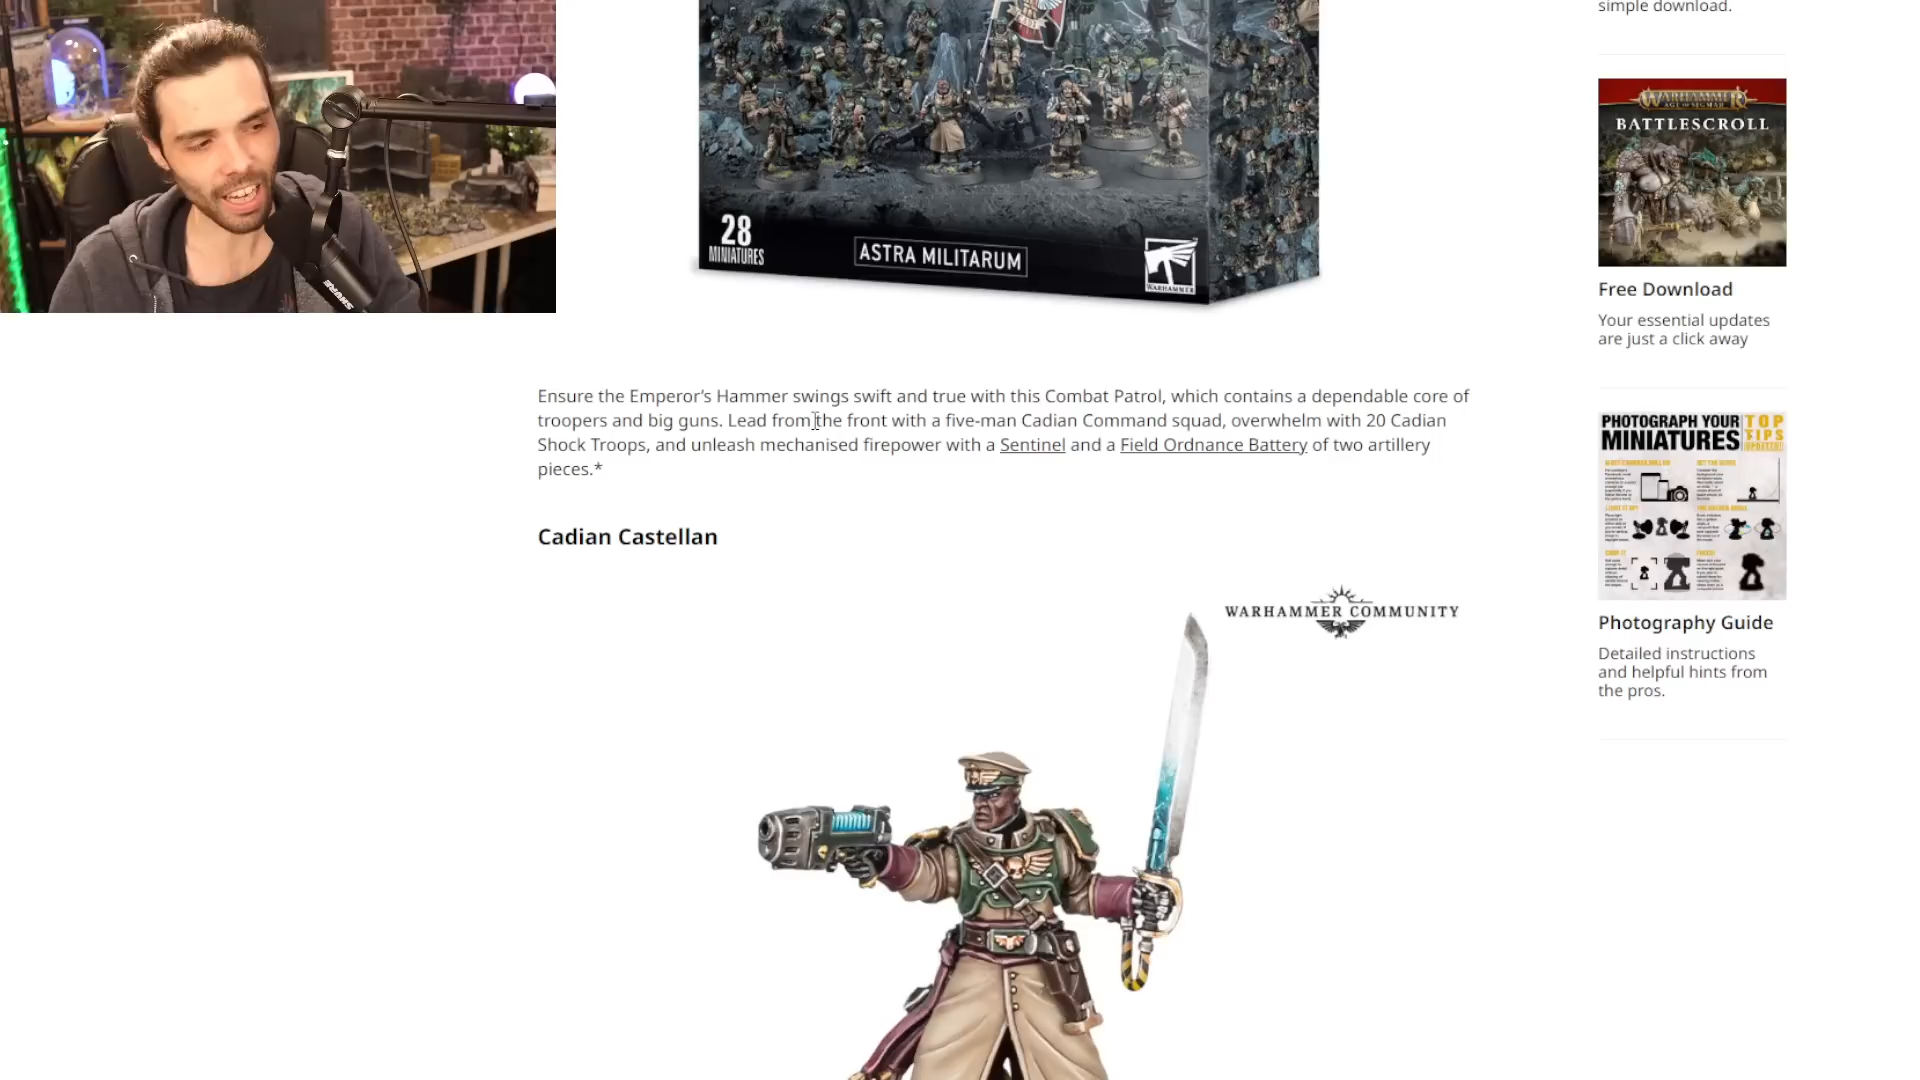 simple download.
28
MINIATURES
ASTRA MILITARUM
WARHAMMER
SHURE
WARHAMMER
AGE OF SIGMAR
BATTLESCROLL
Free Download
Your essential updates
are just a click away
Ensure the Emperor’s Hammer swings swift and true with this Combat Patrol, which contains a dependable core of
troopers and big guns. Lead from the front with a five-man Cadian Command squad, overwhelm with 20 Cadian
Shock Troops, and unleash mechanised firepower with a Sentinel and a Field Ordnance Battery of two artillery
pieces.*
Cadian Castellan
WARHAMMER COMMUNITY
PHOTOGRAPH YOUR
MINIATURES
TOP
TIPS
Photography Guide
Detailed instructions
and helpful hints from
the pros.